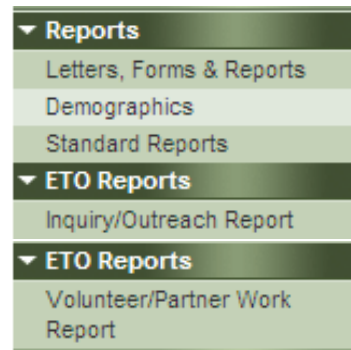 Reports
Letters, Forms & Reports
Demographics
Standard Reports
ETO Reports
Inquiry/Outreach Report
ETO Reports
Volunteer/Partner Work
Report